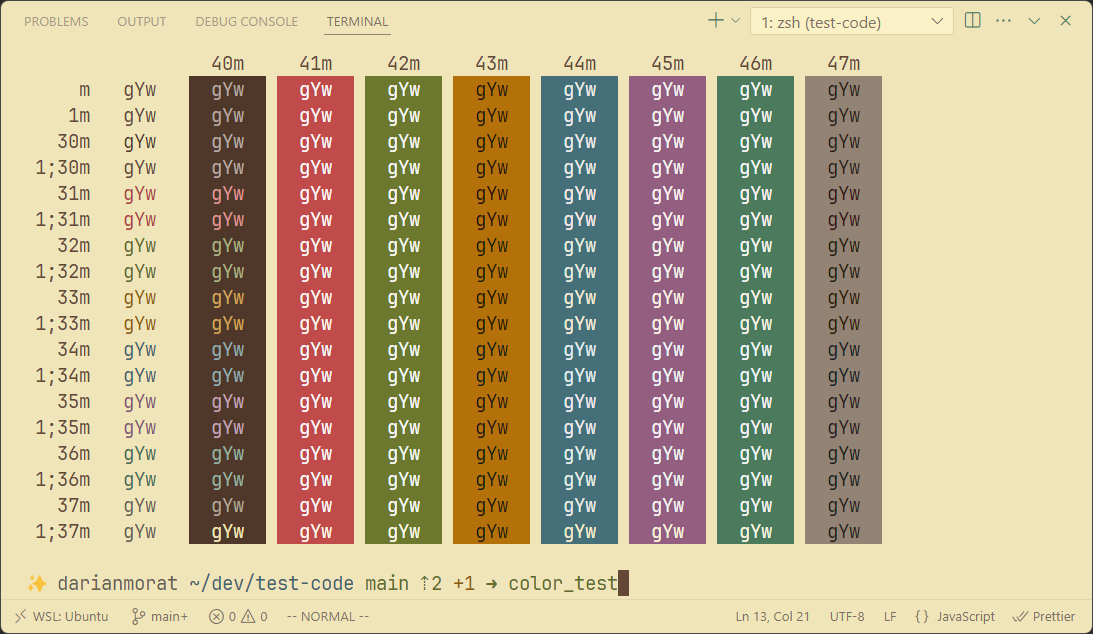 PROBLEMS OUTPUT DEBUG CONSOLE TERMINAL 1: zsh (test-code)
40m 41m 42m 43m 44m 45m 46m 47m
m gYw gYw gYw gYw gYw gYw gYw gYw gYw
1m gYw gYw gYw gYw gYw gYw gYw gYw gYw
30m gYw gYw gYw gYw gYw gYw gYw gYw gYw
1;30m gYw gYw gYw gYw gYw gYw gYw gYw gYw
31m gYw gYw gYw gYw gYw gYw gYw gYw gYw
1;31m gYw gYw gYw gYw gYw gYw gYw gYw gYw
32m gYw gYw gYw gYw gYw gYw gYw gYw gYw
1;32m gYw gYw gYw gYw gYw gYw gYw gYw gYw
33m gYw gYw gYw gYw gYw gYw gYw gYw gYw
1;33m gYw gYw gYw gYw gYw gYw gYw gYw gYw
34m gYw gYw gYw gYw gYw gYw gYw gYw gYw
1;34m gYw gYw gYw gYw gYw gYw gYw gYw gYw
35m gYw gYw gYw gYw gYw gYw gYw gYw gYw
1;35m gYw gYw gYw gYw gYw gYw gYw gYw gYw
36m gYw gYw gYw gYw gYw gYw gYw gYw gYw
1;36m gYw gYw gYw gYw gYw gYw gYw gYw gYw
37m gYw gYw gYw gYw gYw gYw gYw gYw gYw
1;37m gYw gYw gYw gYw gYw gYw gYw gYw gYw
✨ darianmorat ~/dev/test-code main ⇡2 +1 → color_test
WSL: Ubuntu main+ 0 0 -- NORMAL -- Ln 13, Col 21 UTF-8 LF {} JavaScript Prettier